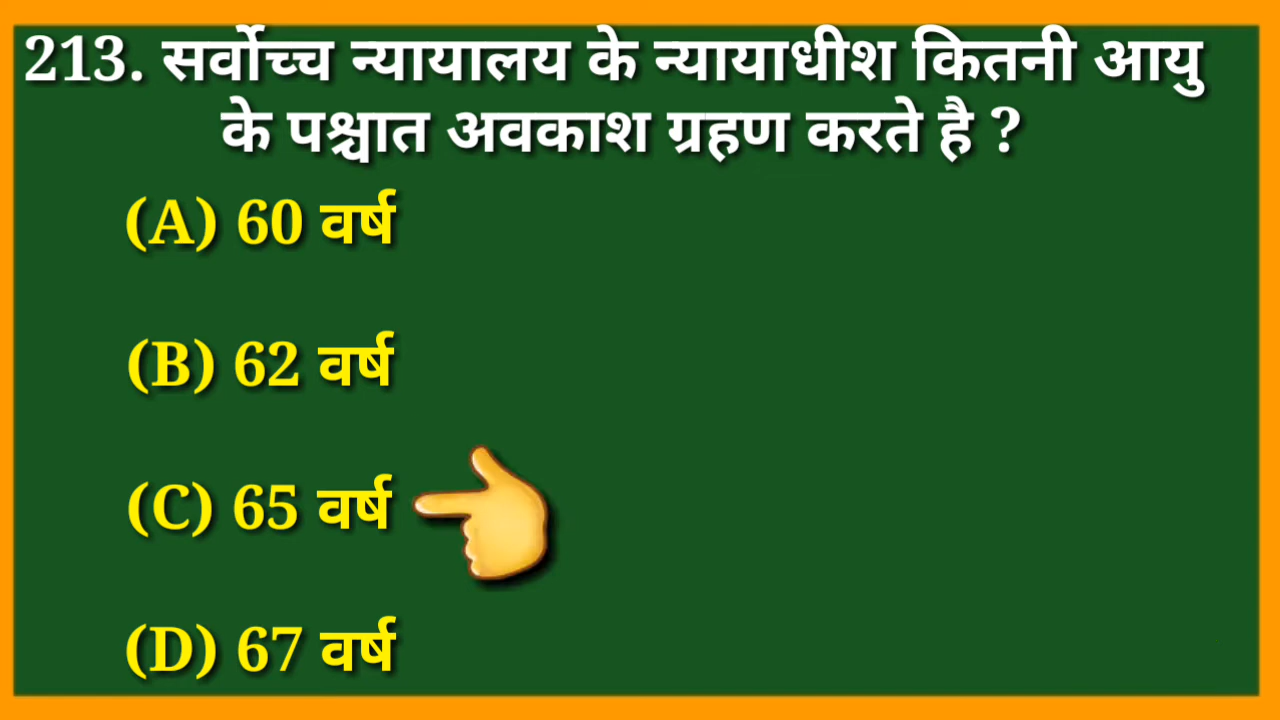 213. सर्वोच्च न्यायालय के न्यायाधीश कितनी आयु
के पश्चात अवकाश ग्रहण करते है ?
(A) 60 वर्ष
(B) 62 वर्ष
(C) 65 वर्ष
(D) 67 वर्ष